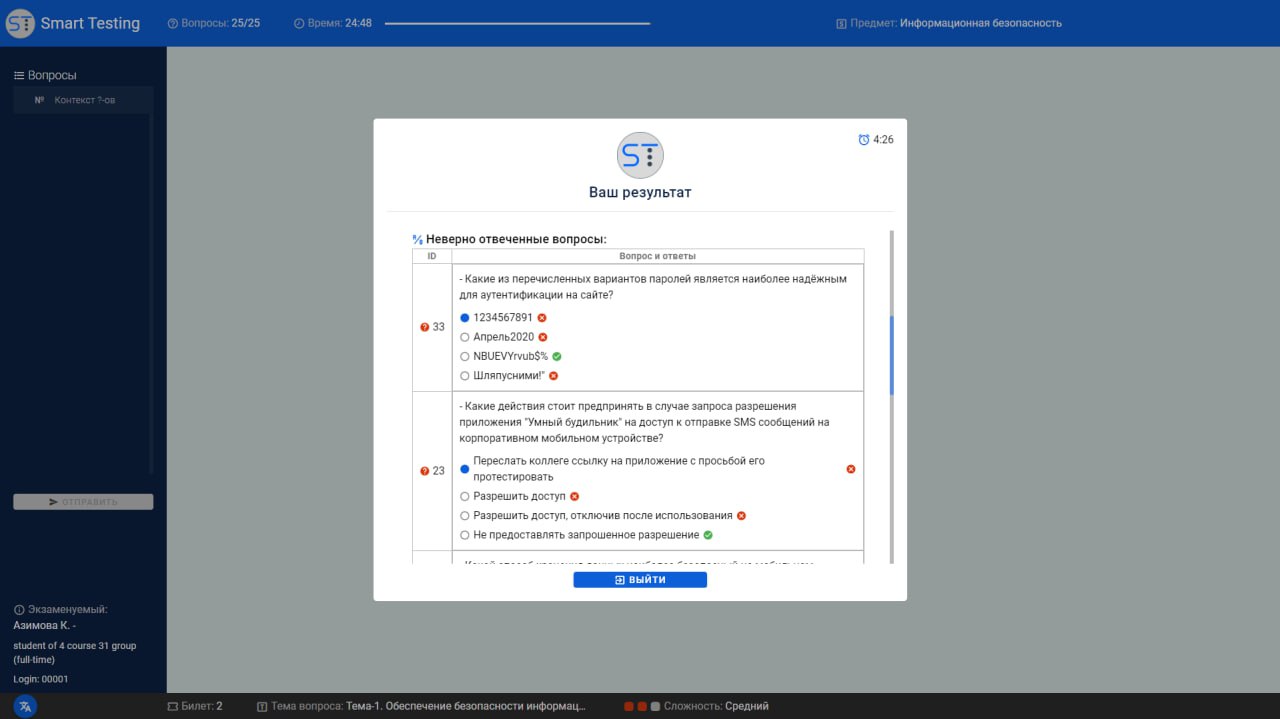 Smart Testing
Вопросы: 25/25
Время: 24:48
Предмет: Информационная безопасность
Вопросы
№ Контекст ?-ов
ОТПРАВИТЬ
Экзаменуемый:
Азимова К. -
student of 4 course 31 group
(full-time)
Login: 00001
4:26
ST
Ваш результат
Неверно отвеченные вопросы:
ID Вопрос и ответы
- Какие из перечисленных вариантов паролей является наиболее надёжным
для аутентификации на сайте?
33
1234567891
Апрель2020
NBUEVYrvub$%
Шляпусними!"
- Какие действия стоит предпринять в случае запроса разрешения
приложения "Умный будильник" на доступ к отправке SMS сообщений на
корпоративном мобильном устройстве?
23
Переслать коллеге ссылку на приложение с просьбой его
протестировать
Разрешить доступ
Разрешить доступ, отключив после использования
Не предоставлять запрошенное разрешение
ВЫЙТИ
Билет: 2
Тема вопроса: Тема-1. Обеспечение безопасности информац...
Сложность: Средний